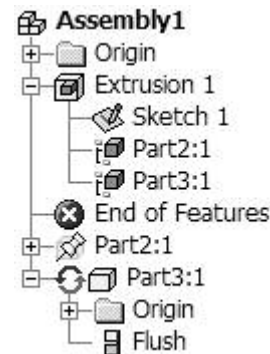 Assembly1
Origin
Extrusion 1
Sketch 1
Part2:1
Part3:1
End of Features
Part2:1
Part3:1
Origin
Flush